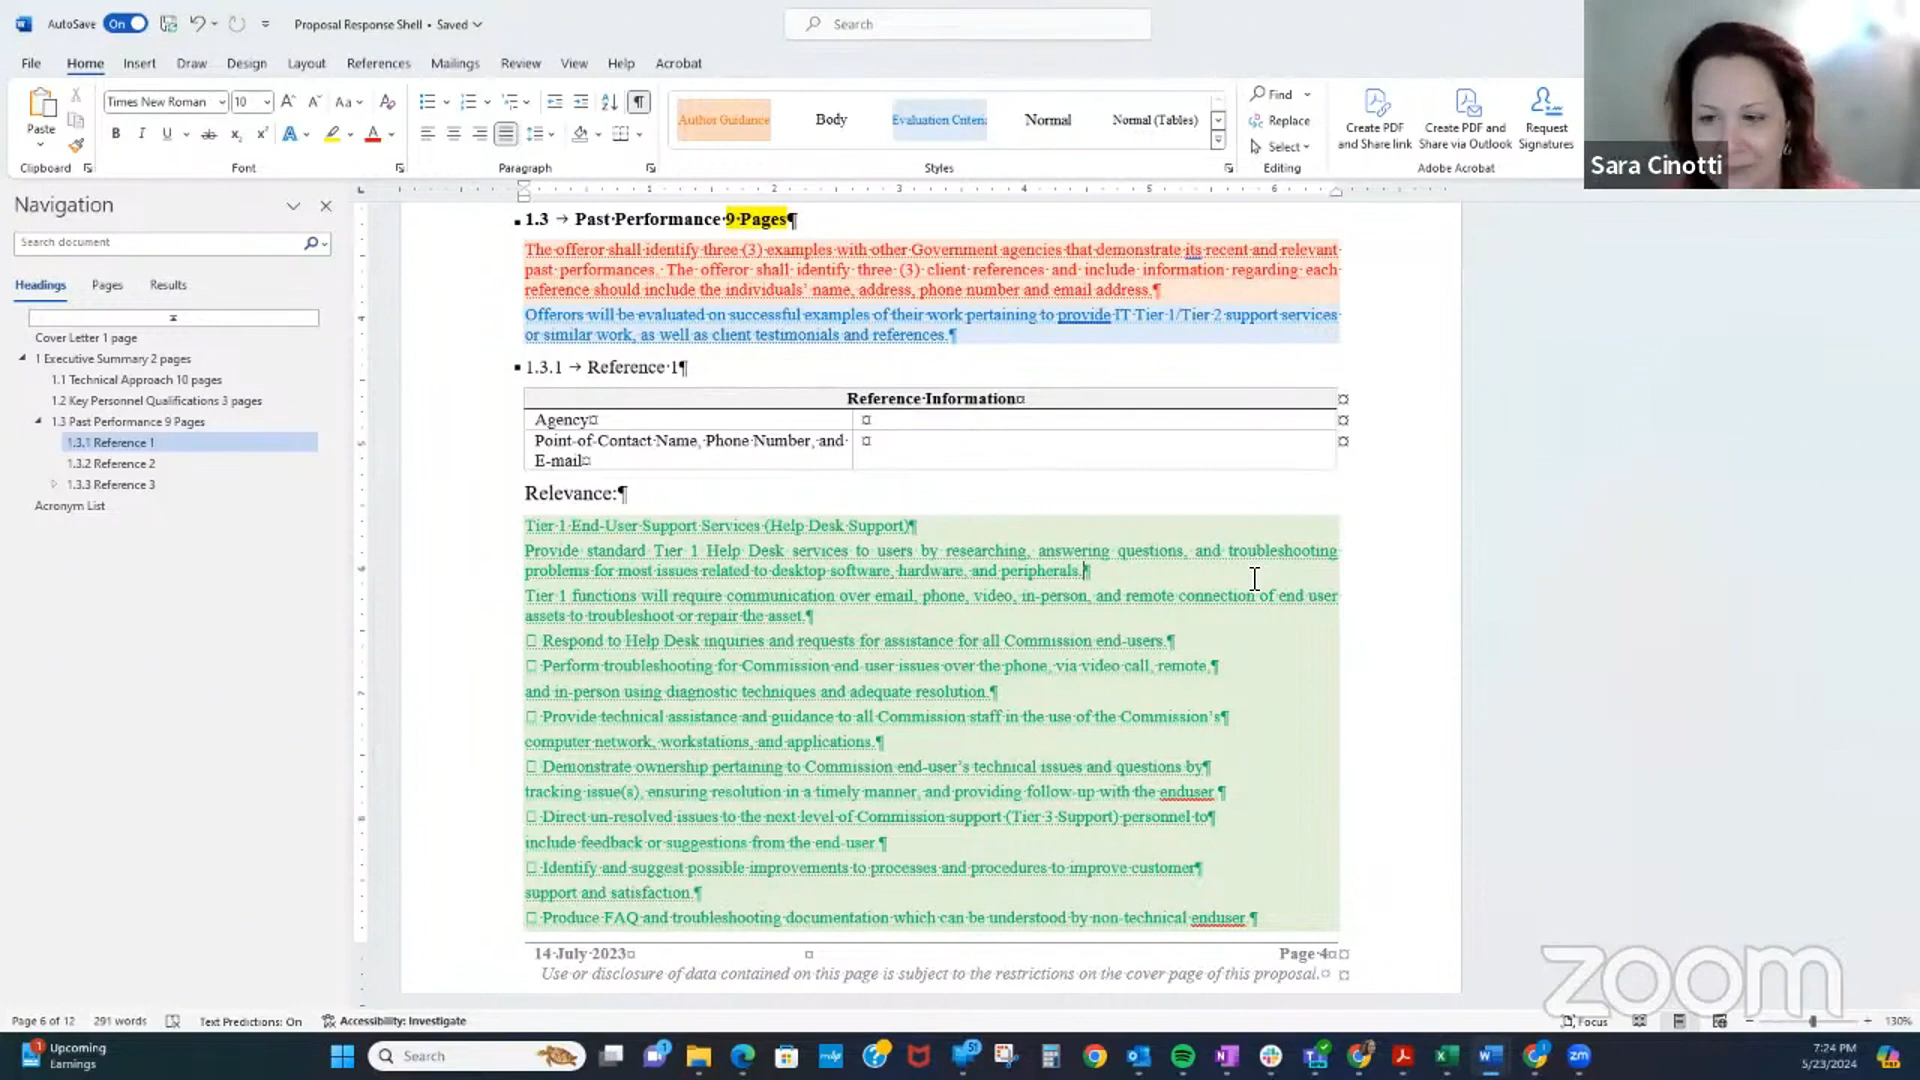 AutoSave On Proposal Response Shell • Saved Search
File Home Insert Draw Design Layout References Mailings Review View Help Acrobat
Paste
Times New Roman 10
Author Guidance Body Evaluation Criteri Normal Normal (Tables)
Find
Replace
Select
Create PDF and Share link
Create PDF and Share via Outlook
Request Signatures
Clipboard Font Paragraph Styles Editing Adobe Acrobat
Sara Cinotti
Navigation
Search document
Headings Pages Results
Cover Letter 1 page
1 Executive Summary 2 pages
1.1 Technical Approach 10 pages
1.2 Key Personnel Qualifications 3 pages
1.3 Past Performance 9 Pages
1.3.1 Reference 1
1.3.2 Reference 2
1.3.3 Reference 3
Acronym List
1.3 → Past Performance 9 Pages¶
The offeror shall identify three (3) examples with other Government agencies that demonstrate its recent and relevant
past performances. The offeror shall identify three (3) client references and include information regarding each
reference should include the individuals' name, address, phone number and email address.¶
Offerors will be evaluated on successful examples of their work pertaining to provide IT Tier 1/Tier 2 support services
or similar work, as well as client testimonials and references.¶
1.3.1 → Reference 1¶
Reference Information¤
Agency¤
Point-of-Contact Name, Phone Number, and
E-mail¤
Relevance:¶
Tier 1 End-User Support Services (Help Desk Support)¶
Provide standard Tier 1 Help Desk services to users by researching, answering questions, and troubleshooting
problems for most issues related to desktop software, hardware, and peripherals.¶
Tier 1 functions will require communication over email, phone, video, in-person, and remote connection of end user
assets to troubleshoot or repair the asset.¶
□ Respond to Help Desk inquiries and requests for assistance for all Commission end-users.¶
□ Perform troubleshooting for Commission end-user issues over the phone, via video call, remote,¶
and in-person using diagnostic techniques and adequate resolution.¶
□ Provide technical assistance and guidance to all Commission staff in the use of the Commission's¶
computer network, workstations, and applications.¶
□ Demonstrate ownership pertaining to Commission end-user's technical issues and questions by¶
tracking issue(s), ensuring resolution in a timely manner, and providing follow-up with the enduser.¶
□ Direct un-resolved issues to the next level of Commission support (Tier 3 Support) personnel to¶
include feedback or suggestions from the end-user.¶
□ Identify and suggest possible improvements to processes and procedures to improve customer¶
support and satisfaction.¶
□ Produce FAQ and troubleshooting documentation which can be understood by non-technical enduser.¶
14 July 2023¤ ¤ Page 4¤
Use or disclosure of data contained on this page is subject to the restrictions on the cover page of this proposal.¤
zoom
Page 6 of 12 291 words Text Predictions: On Accessibility: Investigate Focus 130%
Upcoming
Earnings
Search
7:24 PM
5/23/2024